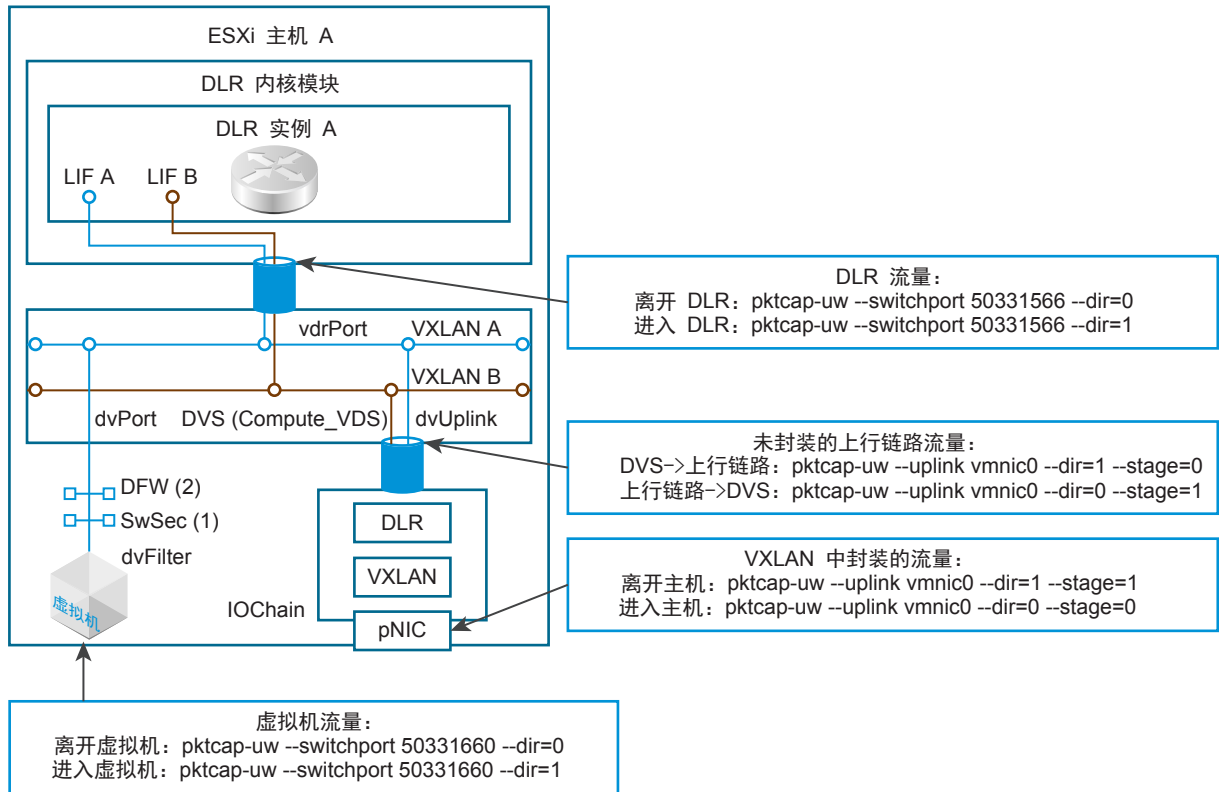 ESXi 主机 A
DLR 内核模块
DLR 实例 A
LIF A
LIF B
vdrPort
VXLAN A
VXLAN B
dvPort
DVS (Compute_VDS)
dvUplink
DFW (2)
SwSec (1)
dvFilter
虚拟机
DLR
VXLAN
IOChain
pNIC
DLR 流量：
离开 DLR：pktcap-uw --switchport 50331566 --dir=0
进入 DLR：pktcap-uw --switchport 50331566 --dir=1
未封装的上行链路流量：
DVS->上行链路：pktcap-uw --uplink vmnic0 --dir=1 --stage=0
上行链路->DVS：pktcap-uw --uplink vmnic0 --dir=0 --stage=1
VXLAN 中封装的流量：
离开主机：pktcap-uw --uplink vmnic0 --dir=1 --stage=1
进入主机：pktcap-uw --uplink vmnic0 --dir=0 --stage=0
虚拟机流量：
离开虚拟机：pktcap-uw --switchport 50331660 --dir=0
进入虚拟机：pktcap-uw --switchport 50331660 --dir=1